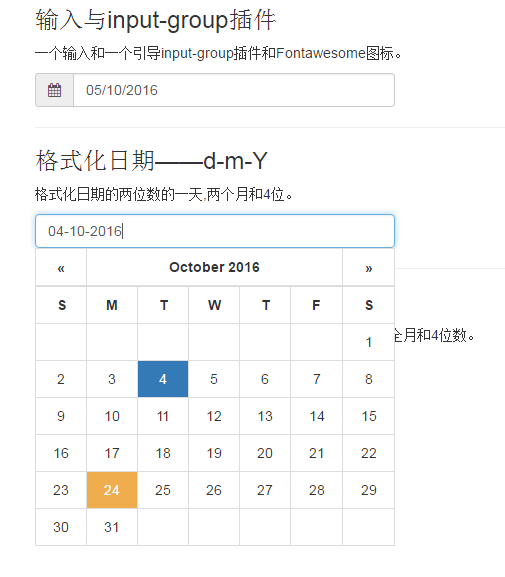 输入与input-group插件
一个输入和一个引导input-group插件和Fontawesome图标。
05/10/2016
格式化日期——d-m-Y
格式化日期的两位数的一天,两个月和4位。
04-10-2016
« October 2016 »
S M T W T F S
1
全月和4位数。
2 3 4 5 6 7 8
9 10 11 12 13 14 15
16 17 18 19 20 21 22
23 24 25 26 27 28 29
30 31